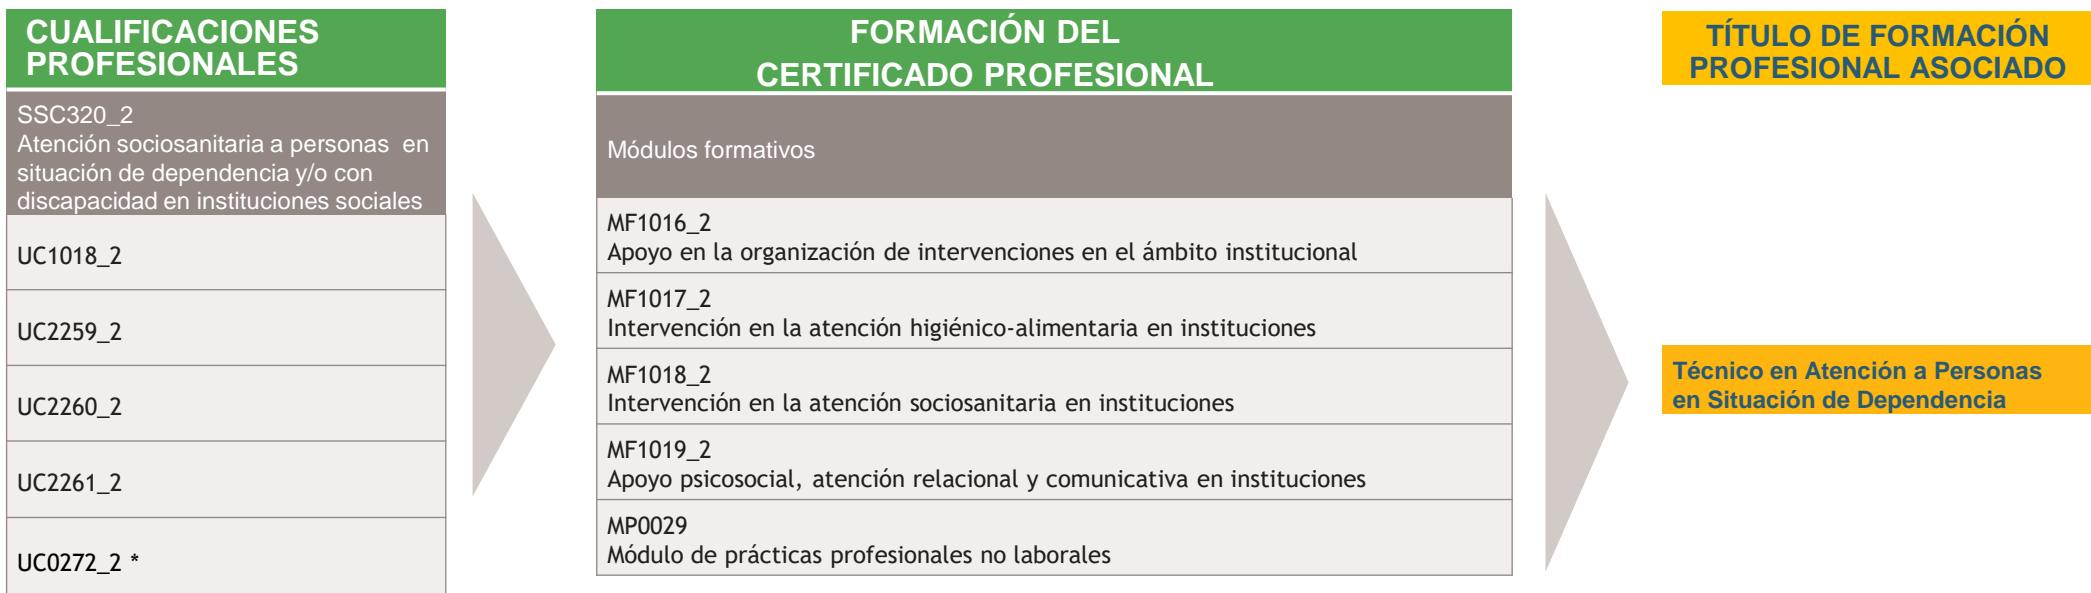 CUALIFICACIONES
PROFESIONALES
SSC320_2
Atención sociosanitaria a personas en
situación de dependencia y/o con
discapacidad en instituciones sociales
UC1018_2
UC2259_2
UC2260_2
UC2261_2
UC0272_2 *
FORMACIÓN DEL
CERTIFICADO PROFESIONAL
Módulos formativos
MF1016_2
Apoyo en la organización de intervenciones en el ámbito institucional
MF1017_2
Intervención en la atención higiénico-alimentaria en instituciones
MF1018_2
Intervención en la atención sociosanitaria en instituciones
MF1019_2
Apoyo psicosocial, atención relacional y comunicativa en instituciones
MP0029
Módulo de prácticas profesionales no laborales
TÍTULO DE FORMACIÓN
PROFESIONAL ASOCIADO
Técnico en Atención a Personas
en Situación de Dependencia